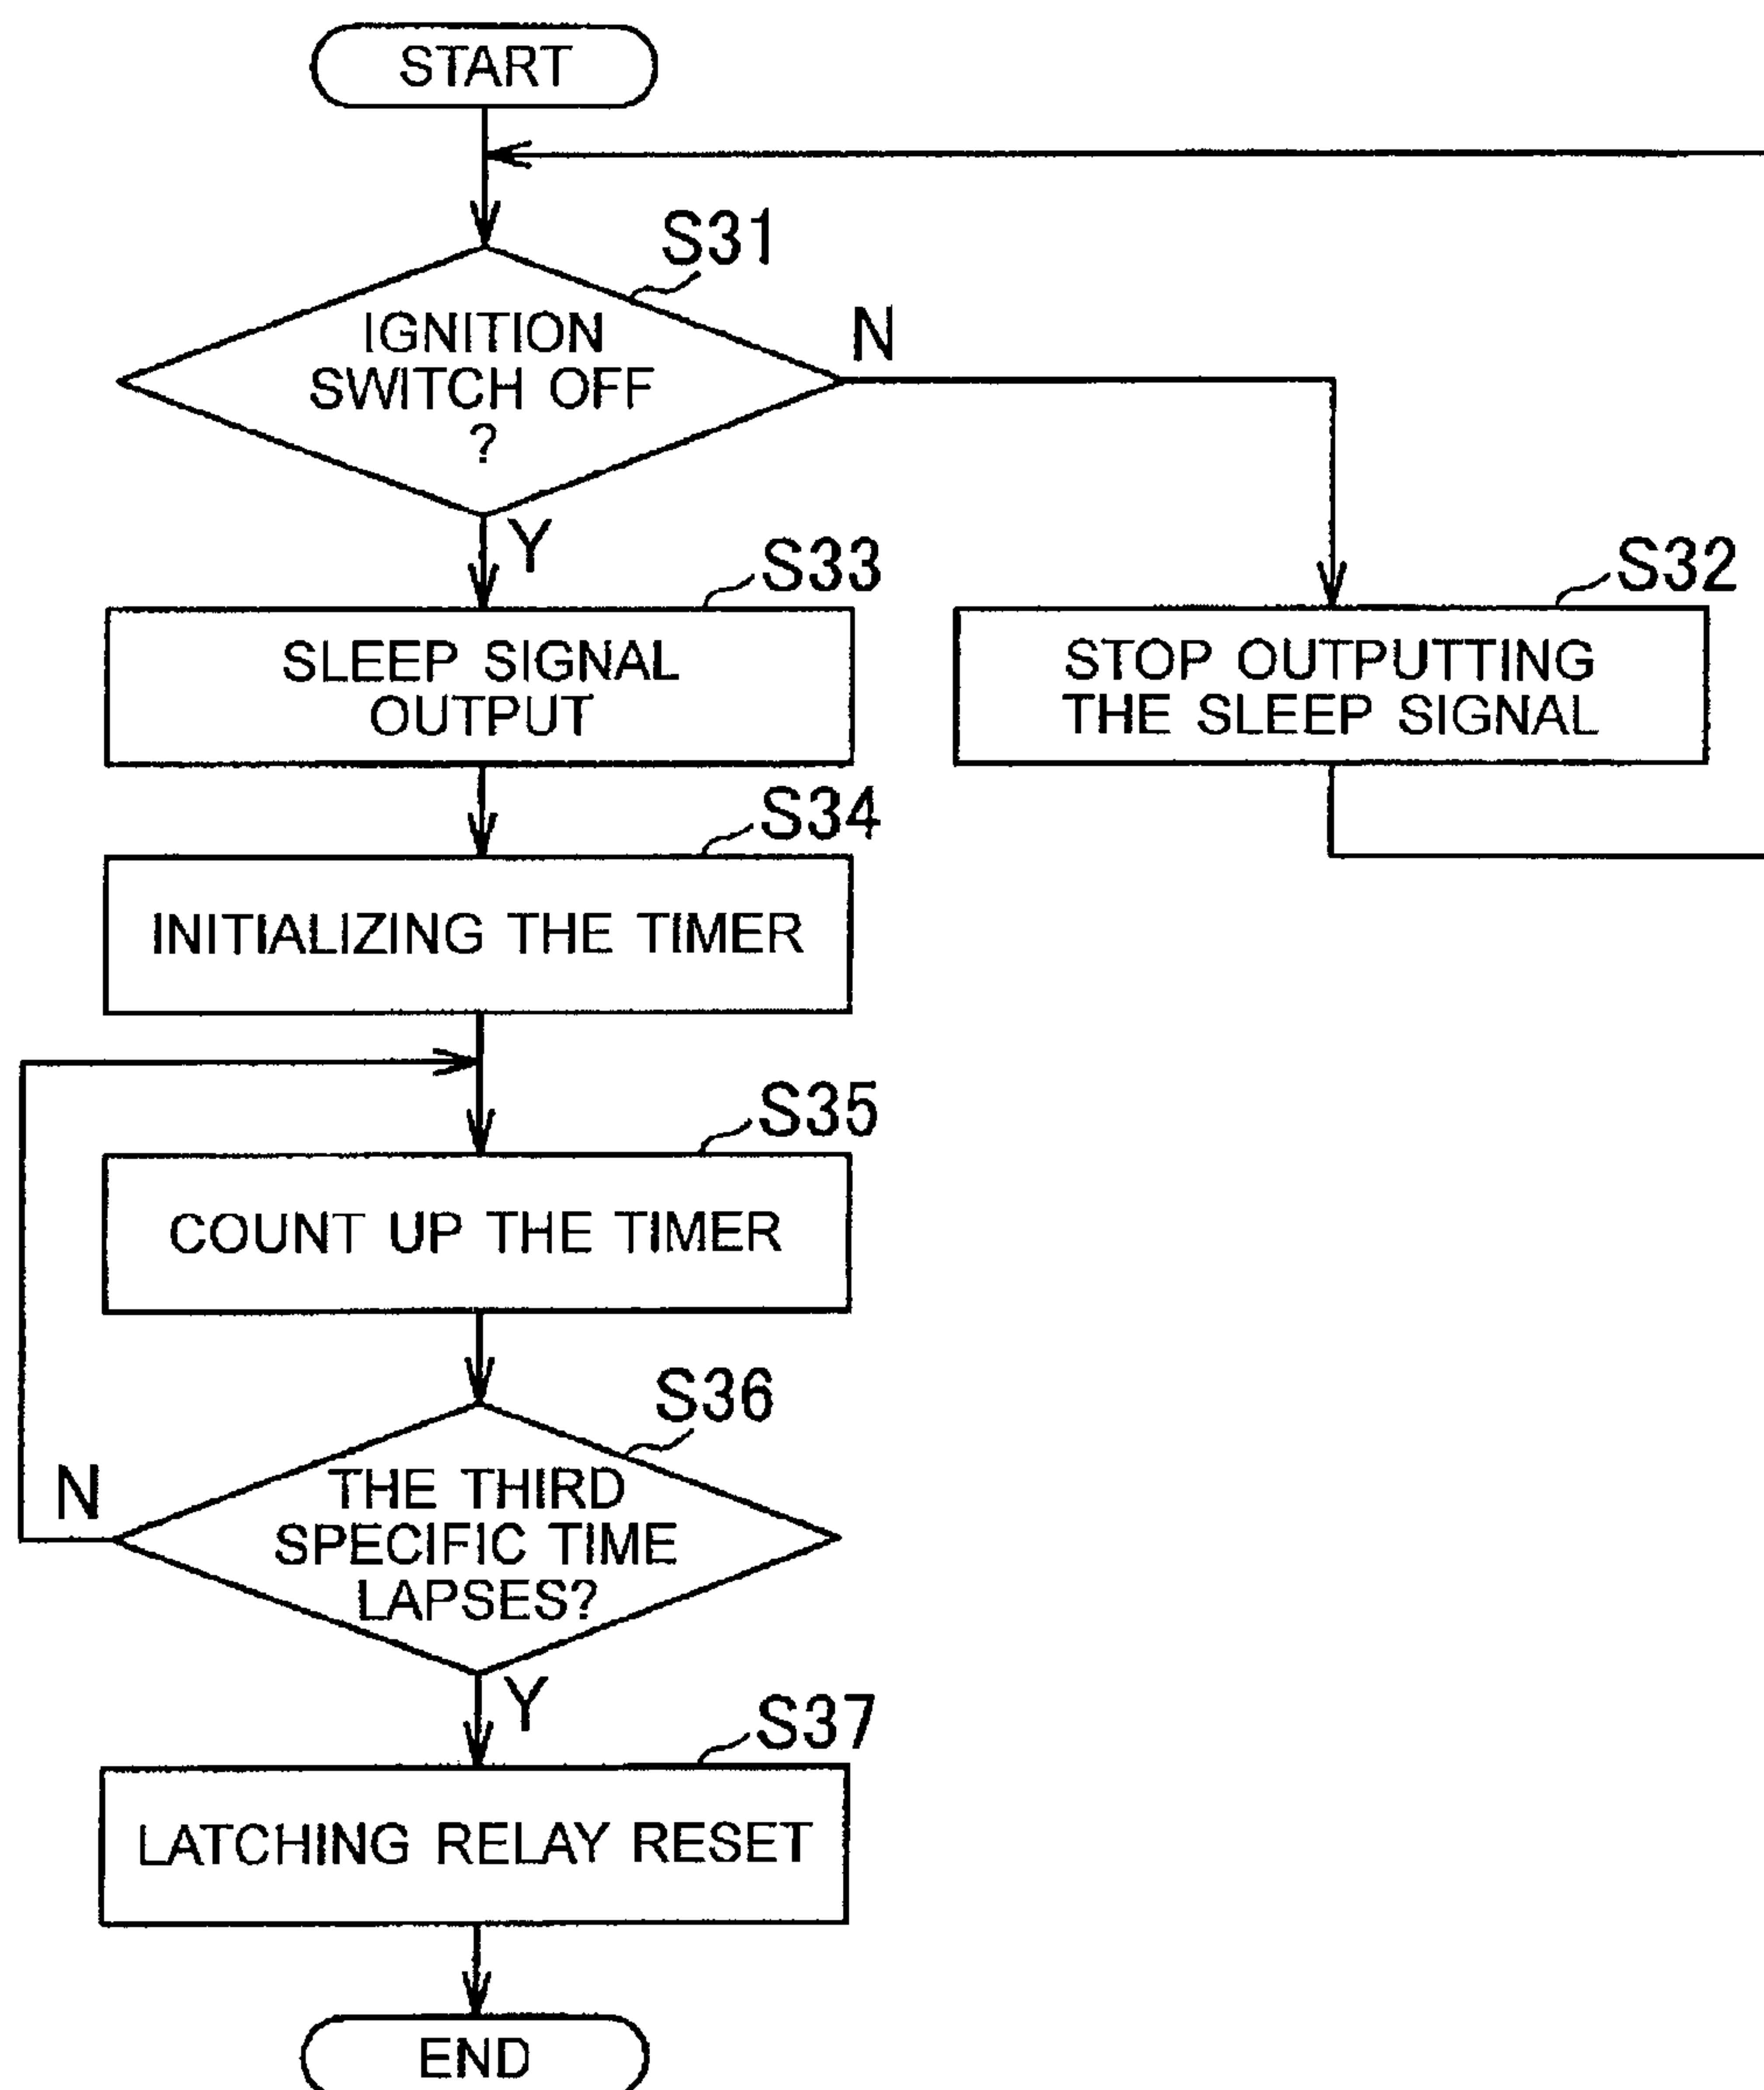 START
S31
IGNITION
SWITCH OFF
?
N
Y
S33
SLEEP SIGNAL
OUTPUT
S32
STOP OUTPUTTING
THE SLEEP SIGNAL
S34
INITIALIZING THE TIMER
S35
COUNT UP THE TIMER
S36
THE THIRD
SPECIFIC TIME
LAPSES?
N
Y
S37
LATCHING RELAY RESET
END